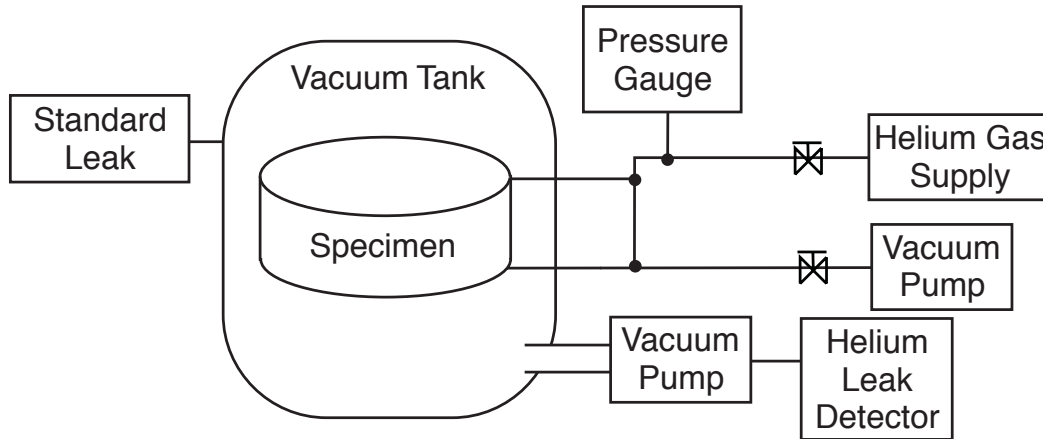 Pressure
Gauge
Vacuum Tank
Standard
Leak
Helium Gas
Supply
Specimen
Vacuum
Pump
Vacuum
Pump
Helium
Leak
Detector